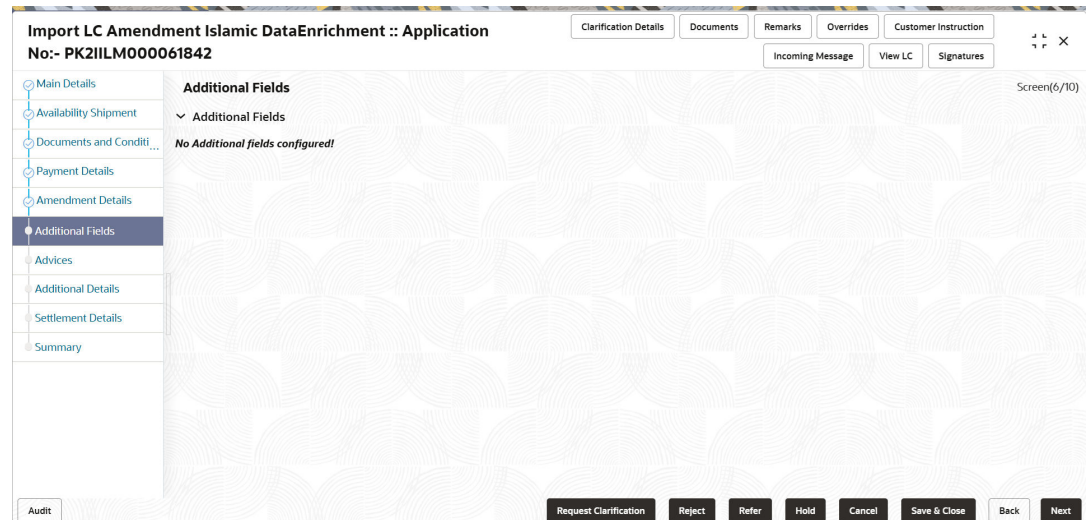 Import LC Amendment Islamic DataEnrichment :: Application
No:- PK2IILM000061842
Clarification Details
Documents
Remarks
Overrides
Customer Instruction
Incoming Message
View LC
Signatures
Main Details
Availability Shipment
Documents and Conditi...
Payment Details
Amendment Details
Additional Fields
Advices
Additional Details
Settlement Details
Summary
Additional Fields
Screen(6/10)
Additional Fields
No Additional fields configured!
Audit
Request Clarification
Reject
Refer
Hold
Cancel
Save & Close
Back
Next